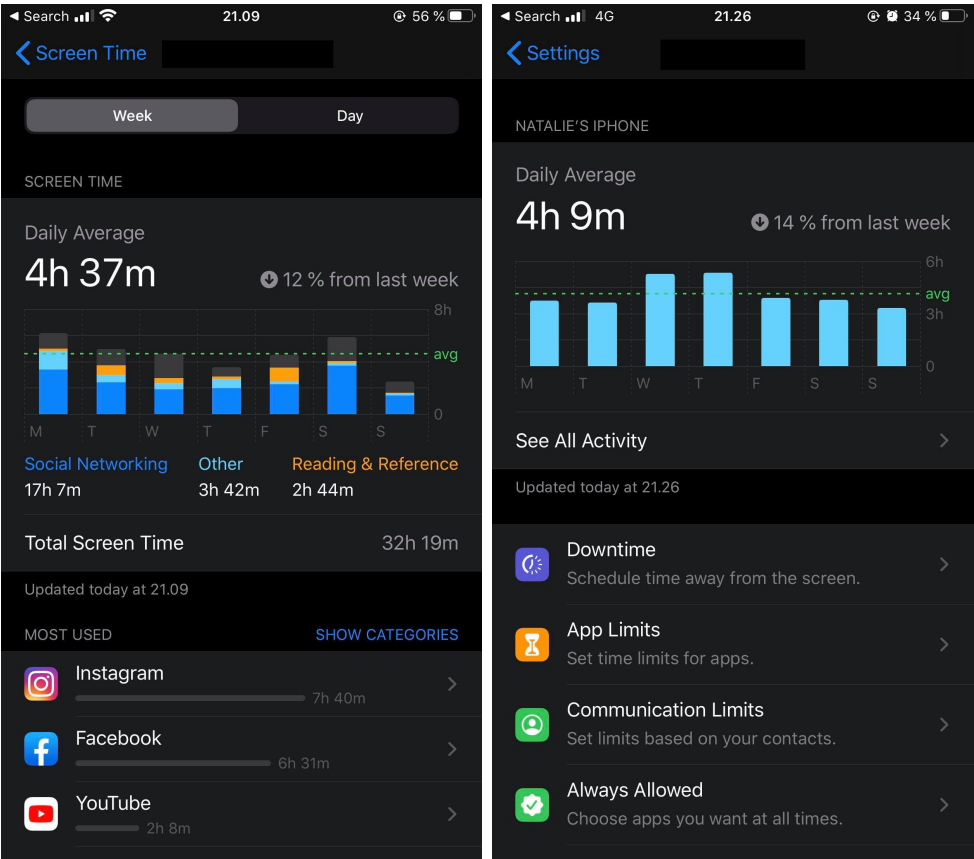 Search
21.09
56 %
Screen Time
Week
Day
SCREEN TIME
Daily Average
4h 37m
12 % from last week
8h
avg
0
M T W T F S S
Social Networking Other Reading & Reference
17h 7m 3h 42m 2h 44m
Total Screen Time 32h 19m
Updated today at 21.09
MOST USED SHOW CATEGORIES
Instagram
7h 40m
Facebook
6h 31m
YouTube
2h 8m
Search 4G
21.26
34 %
Settings
NATALIE'S IPHONE
Daily Average
4h 9m
14 % from last week
6h
avg
3h
0
M T W T F S S
See All Activity
Updated today at 21.26
Downtime
Schedule time away from the screen.
App Limits
Set time limits for apps.
Communication Limits
Set limits based on your contacts.
Always Allowed
Choose apps you want at all times.